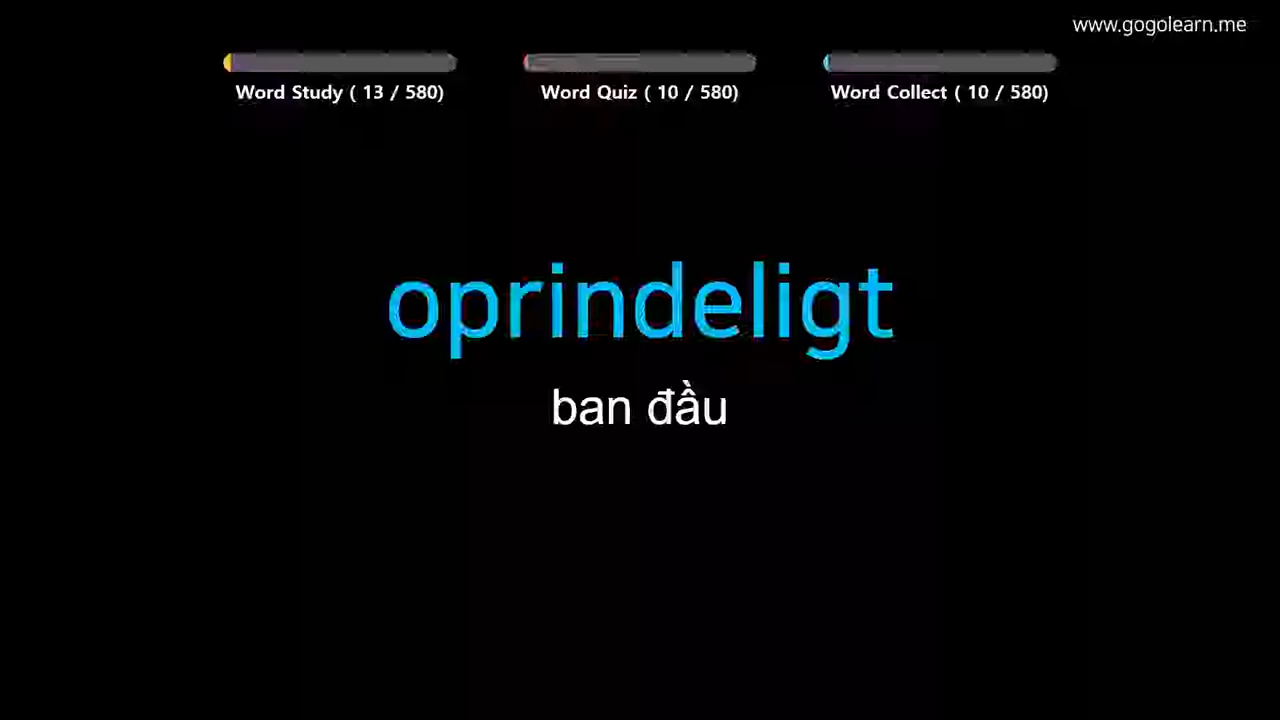 www.gogolearn.me
Word Study ( 13 / 580)
Word Quiz ( 10 / 580)
Word Collect ( 10 / 580)
oprindeligt
ban đầu